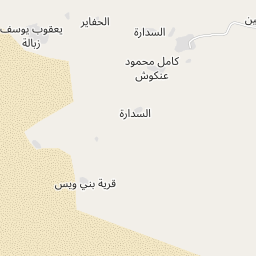 الحفاير
يعقوب يوسف
زبالة
السدارة
كامل محمود
عنكوش
السدارة
قرية بني ويس